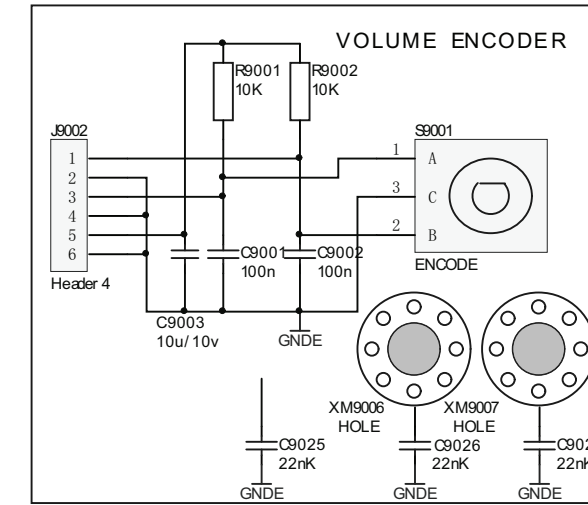 VOLUME ENCODER
R9001
10K
R9002
10K
J9002
1
2
3
4
5
6
Header 4
S9001
1
A
3
C
2
B
ENCODE
C9001
100n
C9002
100n
C9003
10u/10v
GNDE
XM9006
HOLE
XM9007
HOLE
C9025
22nK
GNDE
C9026
22nK
GNDE
GNDE